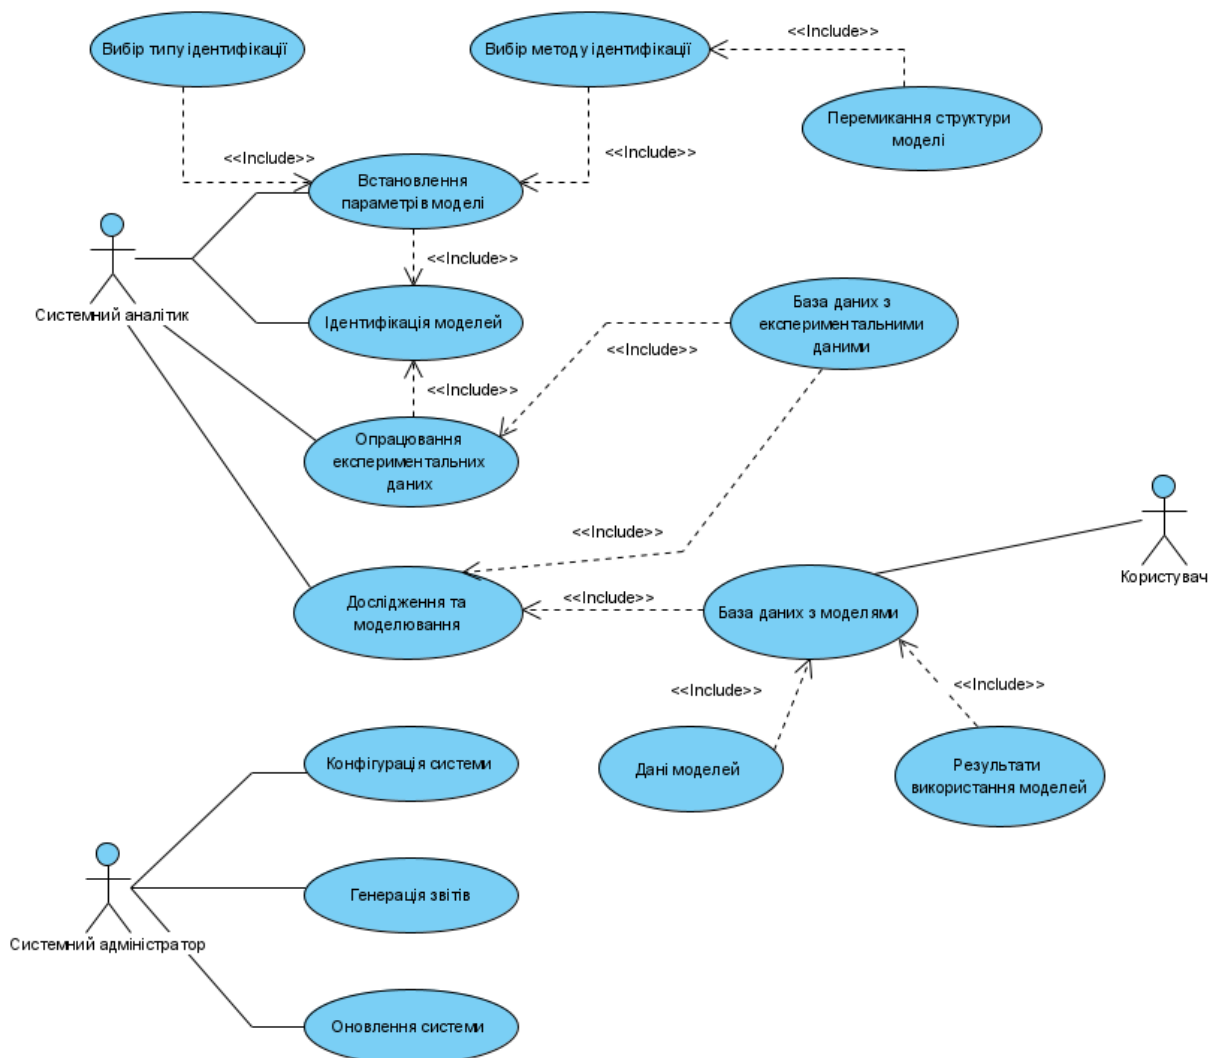 Вибір типу ідентифікації
Вибір методу ідентифікації
<<Include>>
Перемикання структури
моделі
<<Include>>
<<Include>>
Встановлення
параметрів моделі
<<Include>>
Системний аналітик
Ідентифікація моделей
База даних з
експериментальними
даними
<<Include>>
<<Include>>
Опрацювання
експериментальних
даних
<<Include>>
Користувач
Дослідження та
моделювання
<<Include>>
База даних з моделями
<<Include>>
<<Include>>
Конфігурація системи
Дані моделей
Результати
використання моделей
Генерація звітів
Системний адміністратор
Оновлення системи